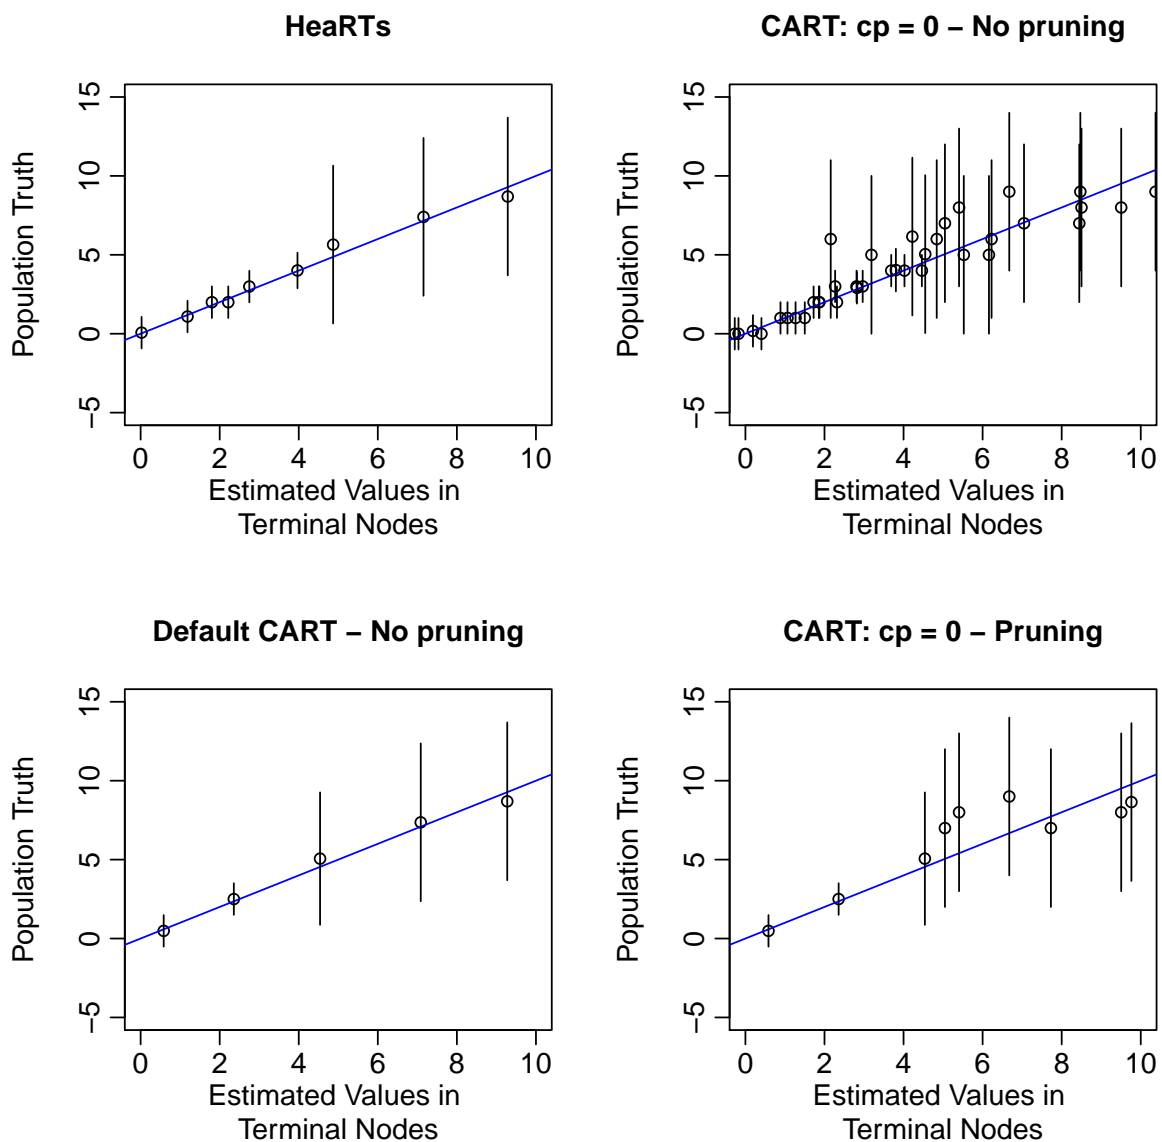 HeaRTs
Population Truth
15
10
5
0
−5
0 2 4 6 8 10
Estimated Values in
Terminal Nodes
CART: cp = 0 − No pruning
Population Truth
15
10
5
0
−5
0 2 4 6 8 10
Estimated Values in
Terminal Nodes
Default CART − No pruning
Population Truth
15
10
5
0
−5
0 2 4 6 8 10
Estimated Values in
Terminal Nodes
CART: cp = 0 − Pruning
Population Truth
15
10
5
0
−5
0 2 4 6 8 10
Estimated Values in
Terminal Nodes